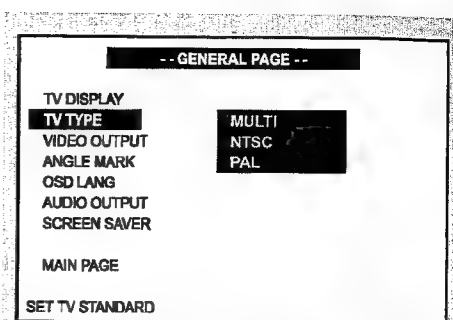 -- GENERAL PAGE --
TV DISPLAY
TV TYPE
VIDEO OUTPUT
ANGLE MARK
OSD LANG
AUDIO OUTPUT
SCREEN SAVER
MULTI
NTSC
PAL
MAIN PAGE
SET TV STANDARD